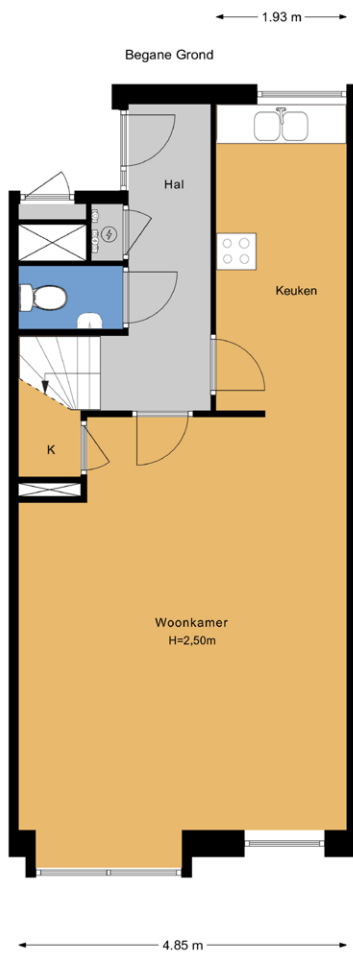 1.93 m
Begane Grond
Hal
Keuken
K
Woonkamer
H=2,50m
4.85 m